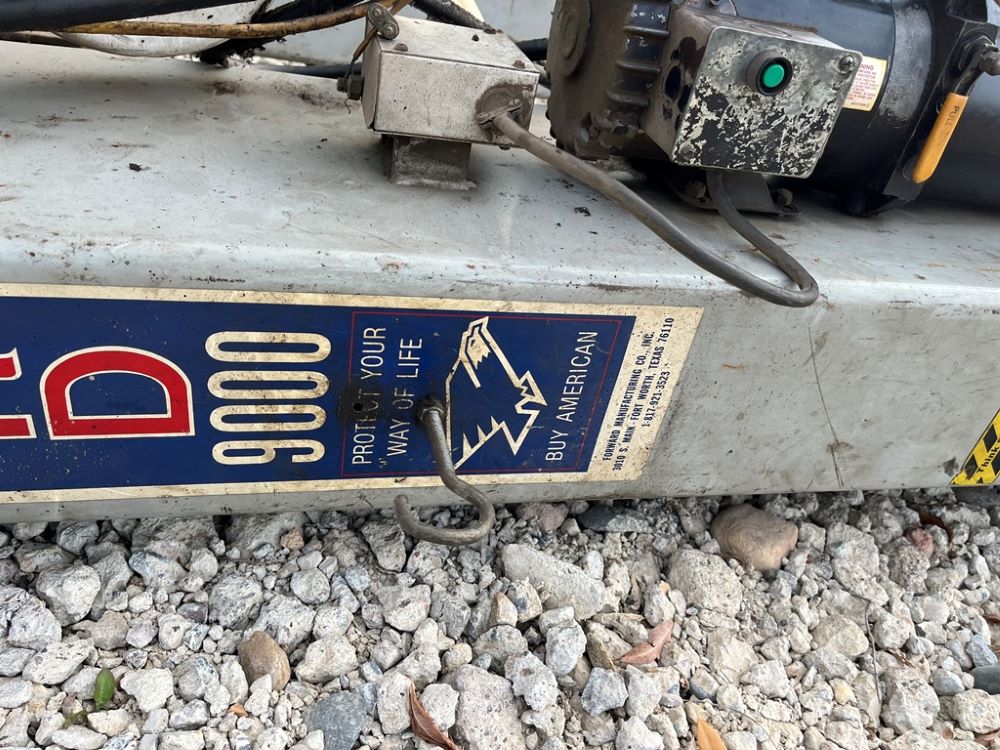 D
9000
PROTECT YOUR
WAY OF LIFE
BUY AMERICAN
FORWARD MANUFACTURING CO., INC.
3010 S. MAIN · FORT WORTH, TEXAS 76110
1-817-921-3523
PULL
Think